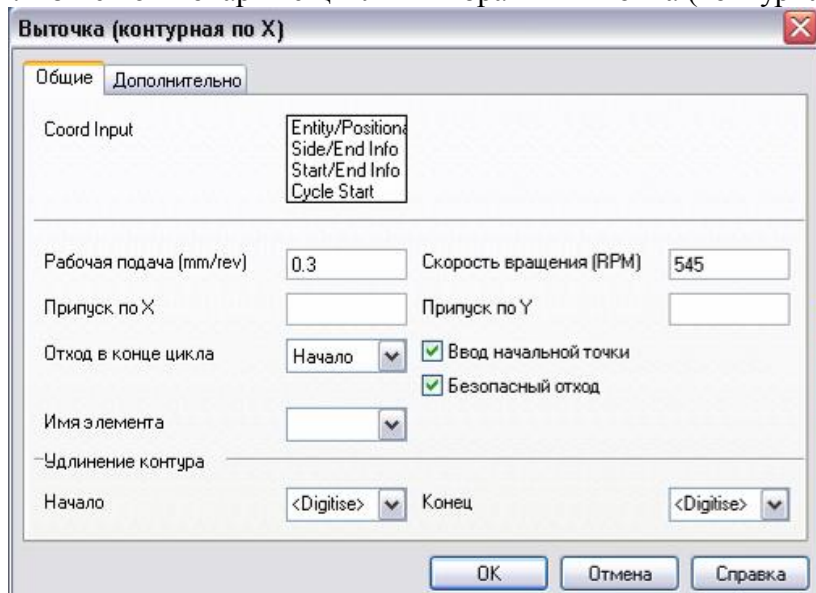 Выточка (контурная по X)
Общие Дополнительно
Coord Input
Entity/Positiona
Side/End Info
Start/End Info
Cycle Start
Рабочая подача (mm/rev) 0.3 Скорость вращения (RPM) 545
Припуск по X Припуск по Y
Отход в конце цикла Начало Ввод начальной точки
Безопасный отход
Имя элемента
Удлинение контура
Начало <Digitise> Конец <Digitise>
OK Отмена Справка